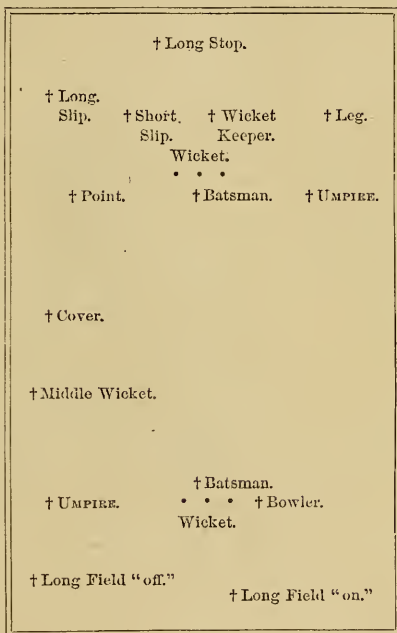 † Long Stop.
† Long.
Slip. † Short. † Wicket † Leg.
Slip. Keeper.
Wicket.
• • •
† Point. † Batsman. † UMPIRE.
† Cover.
† Middle Wicket.
† Batsman.
† UMPIRE. • • • † Bowler.
Wicket.
† Long Field "off."
† Long Field "on."